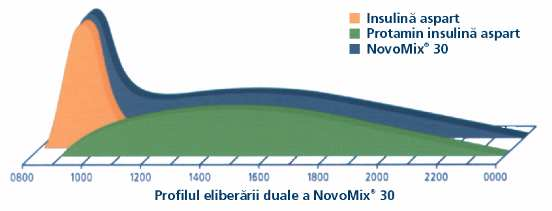 Insulină aspart
Protamin insulină aspart
NovoMix® 30
0800 1000 1200 1400 1600 1800 2000 2200 0000
Profilul eliberării duale a NovoMix® 30